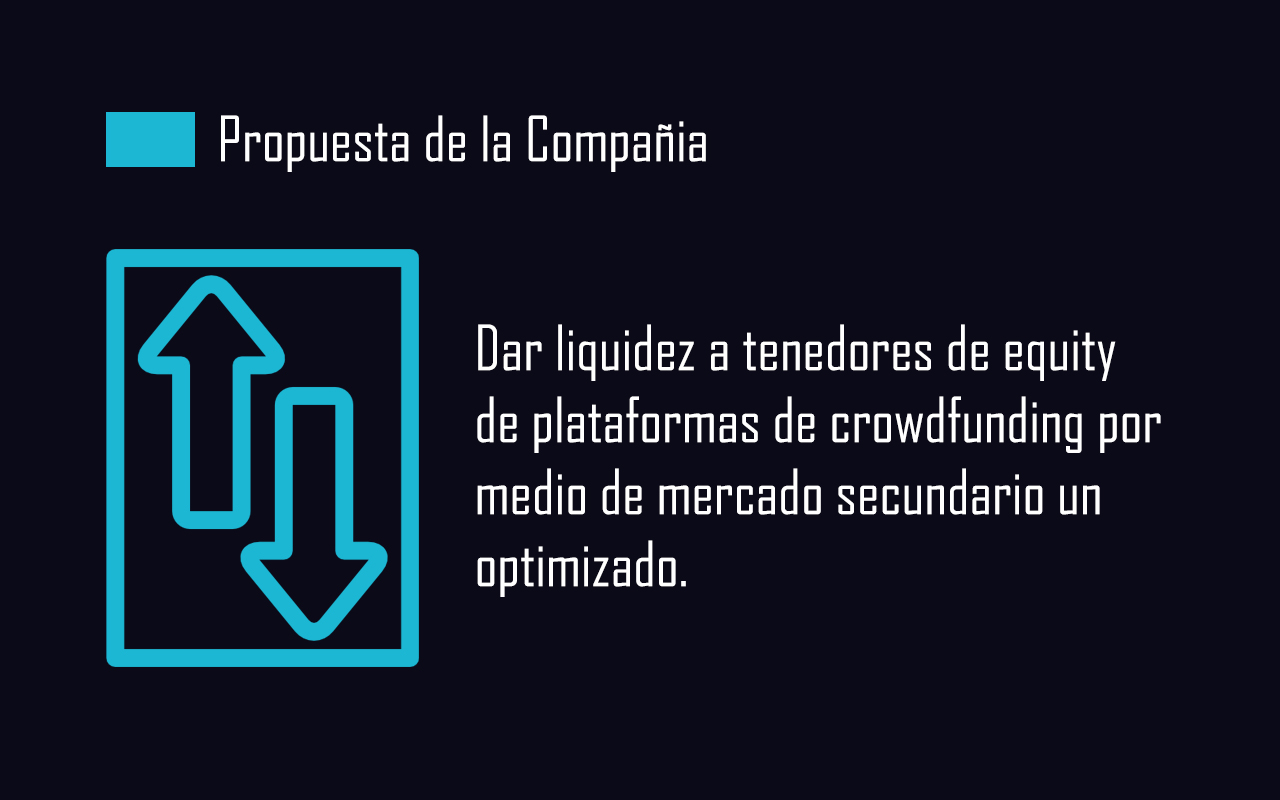 Propuesta de la Compañia
Dar liquidez a tenedores de equity
de plataformas de crowdfunding por
medio de mercado secundario un
optimizado.